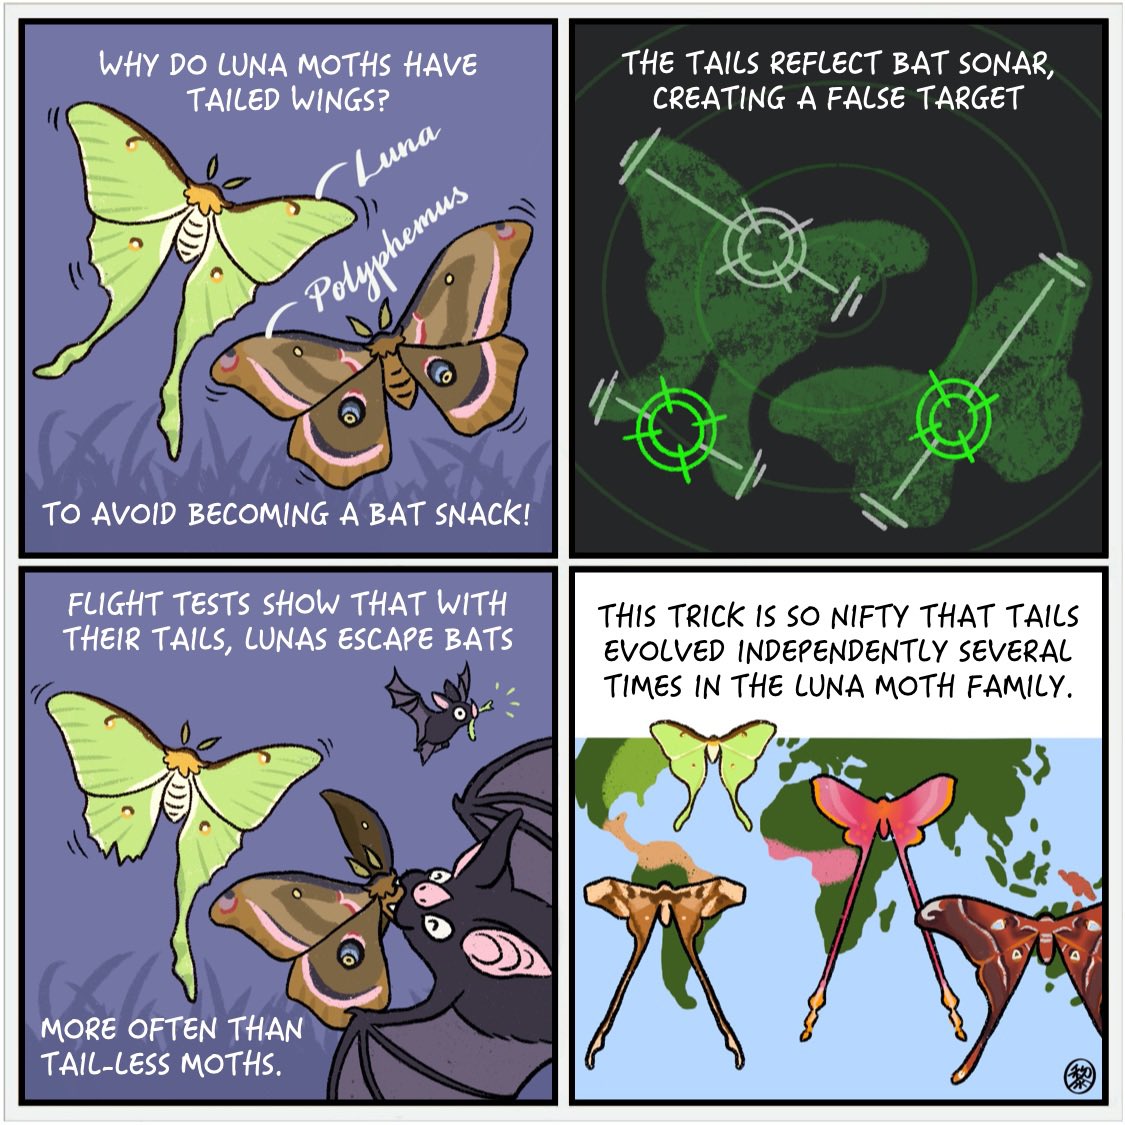 WHY DO LUNA MOTHS HAVE
TAILED WINGS?
Luna
Polyphemus
TO AVOID BECOMING A BAT SNACK!
THE TAILS REFLECT BAT SONAR,
CREATING A FALSE TARGET
FLIGHT TESTS SHOW THAT WITH
THEIR TAILS, LUNAS ESCAPE BATS
MORE OFTEN THAN
TAIL-LESS MOTHS.
THIS TRICK IS SO NIFTY THAT TAILS
EVOLVED INDEPENDENTLY SEVERAL
TIMES IN THE LUNA MOTH FAMILY.